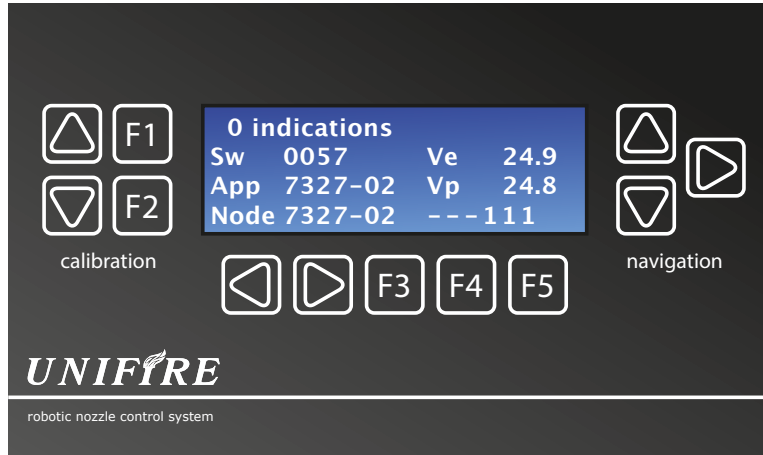 F1
F2
calibration
0 indications
Sw 0057 Ve 24.9
App 7327-02 Vp 24.8
Node 7327-02 ---111
navigation
F3 F4 F5
UNIFIRE
robotic nozzle control system